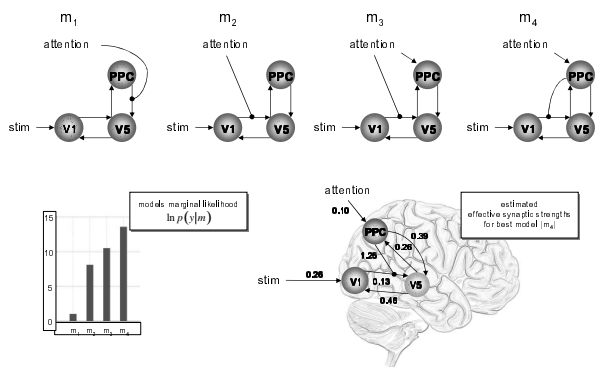 m1
m2
m3
m4
attention
attention
attention
attention
PPC
PPC
PPC
PPC
stim
V1
V5
stim
V1
V5
stim
V1
V5
stim
V1
V5
models marginal likelihood
ln p(y|m)
15
10
5
0
m1
m2
m3
m4
attention
0.10
PPC
0.39
0.26
1.25
stim
0.26
V1
0.13
V5
0.46
estimated
effective synaptic strengths
for best model |m4|